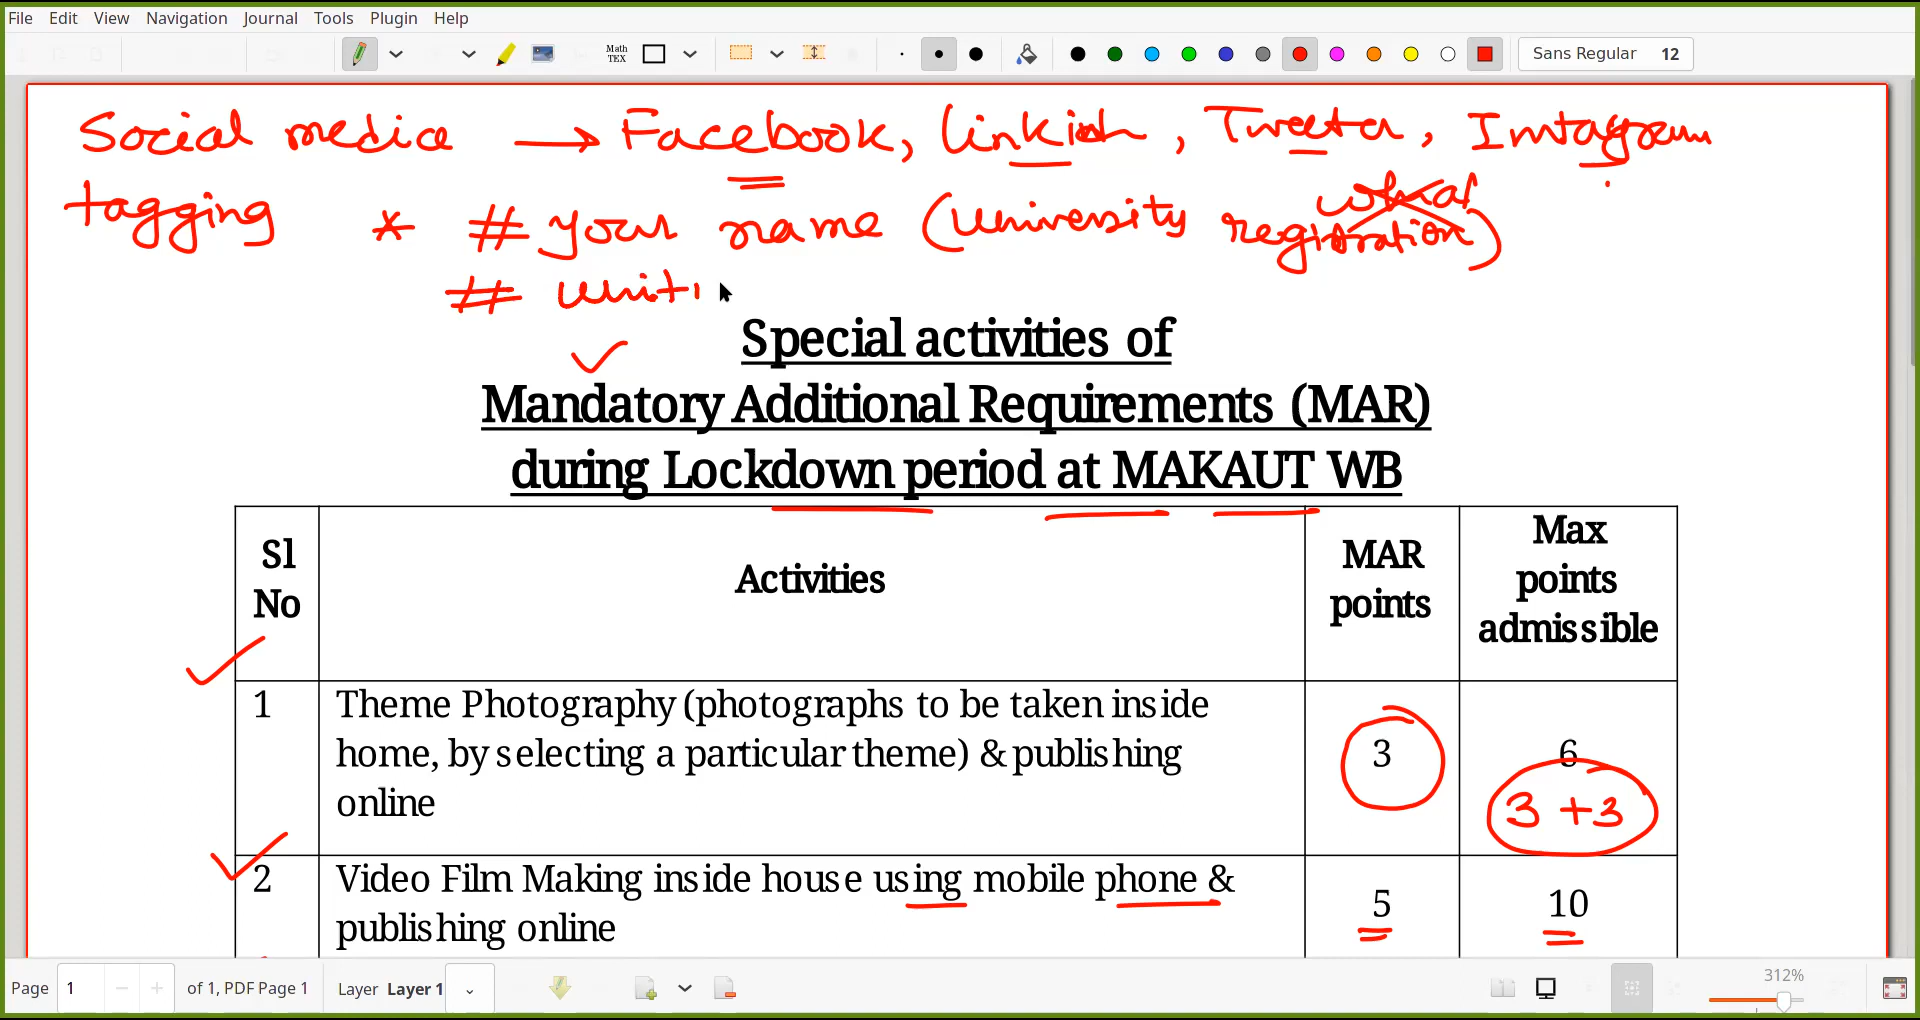 File Edit View Navigation Journal Tools Plugin Help
Math TEX
Sans Regular 12
Social media → Facebook, linkidn, Tweeter, Instagram
tagging * # your name (university registration)
# writi
Special activities of
Mandatory Additional Requirements (MAR)
during Lockdown period at MAKAUT WB
Sl No Activities MAR points Max points admissible
1 Theme Photography (photographs to be taken inside
home, by selecting a particular theme) & publishing
online
3
6
3 + 3
2 Video Film Making inside house using mobile phone &
publishing online
5
10
Page 1 of 1, PDF Page 1 Layer Layer 1 312%